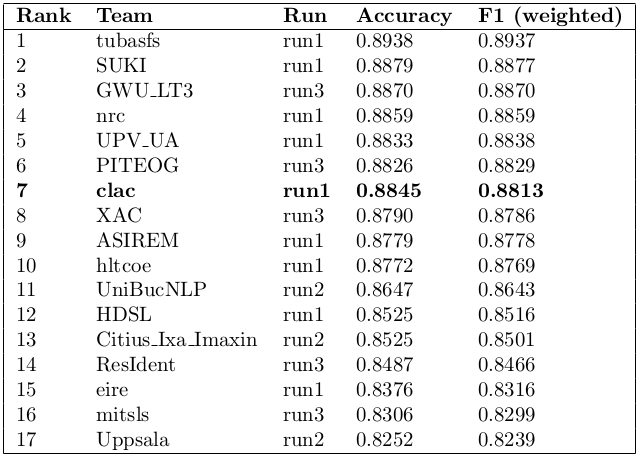 Rank Team Run Accuracy F1 (weighted)
1 tubasfs run1 0.8938 0.8937
2 SUKI run1 0.8879 0.8877
3 GWU_LT3 run3 0.8870 0.8870
4 nrc run1 0.8859 0.8859
5 UPV_UA run1 0.8833 0.8838
6 PITEOG run3 0.8826 0.8829
7 clac run1 0.8845 0.8813
8 XAC run3 0.8790 0.8786
9 ASIREM run1 0.8779 0.8778
10 hltcoe run1 0.8772 0.8769
11 UniBucNLP run2 0.8647 0.8643
12 HDSL run1 0.8525 0.8516
13 Citius_Ixa_Imaxin run2 0.8525 0.8501
14 ResIdent run3 0.8487 0.8466
15 eire run1 0.8376 0.8316
16 mitsls run3 0.8306 0.8299
17 Uppsala run2 0.8252 0.8239